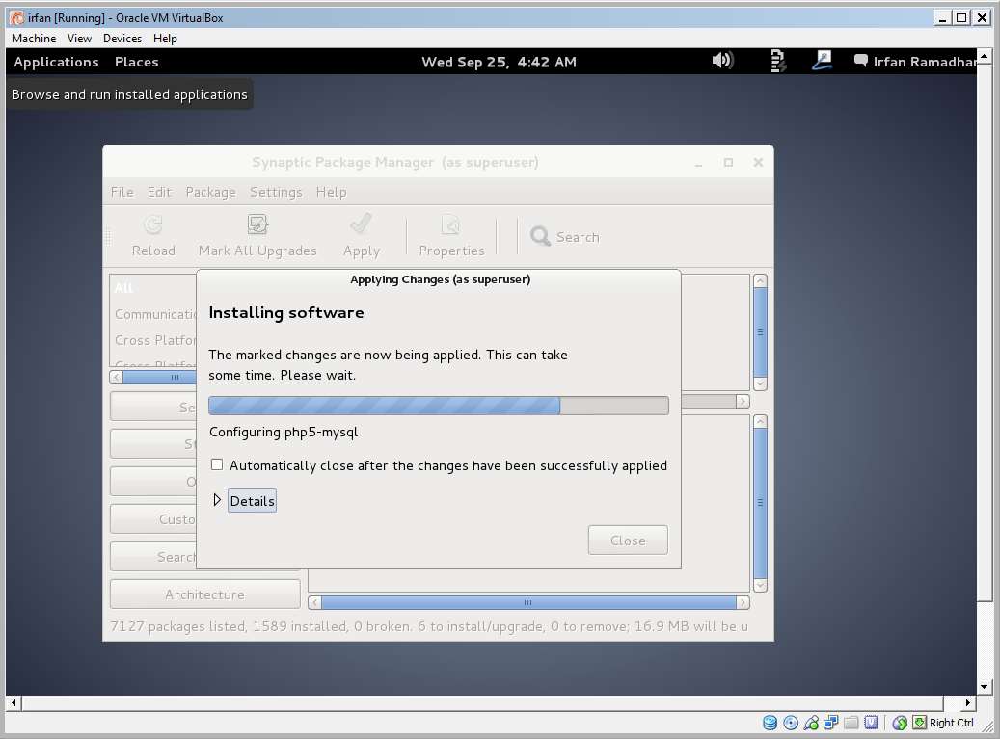 irfan [Running] - Oracle VM VirtualBox
Machine View Devices Help
Applications Places Wed Sep 25, 4:42 AM Irfan Ramadhan
Browse and run installed applications
Synaptic Package Manager (as superuser)
File Edit Package Settings Help
Reload Mark All Upgrades Apply Properties Search
All
Communicatio
Cross Platfor
Cross Platfor
Se
St
O
Custo
Search
Architecture
Applying Changes (as superuser)
Installing software
The marked changes are now being applied. This can take
some time. Please wait.
Configuring php5-mysql
Automatically close after the changes have been successfully applied
Details
Close
7127 packages listed, 1589 installed, 0 broken. 6 to install/upgrade, 0 to remove; 16.9 MB will be u
Right Ctrl